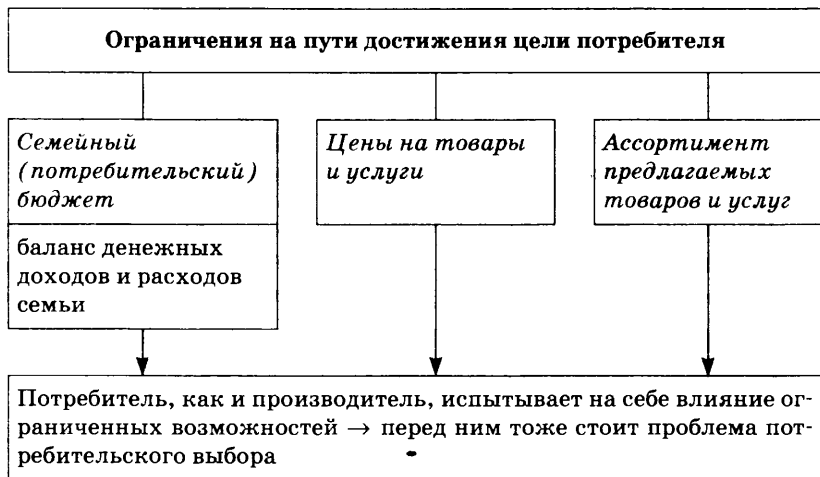 Ограничения на пути достижения цели потребителя
Семейный
(потребительский)
бюджет
баланс денежных
доходов и расходов
семьи
Цены на товары
и услуги
Ассортимент
предлагаемых
товаров и услуг
Потребитель, как и производитель, испытывает на себе влияние ог-
раниченных возможностей → перед ним тоже стоит проблема пот-
ребительского выбора